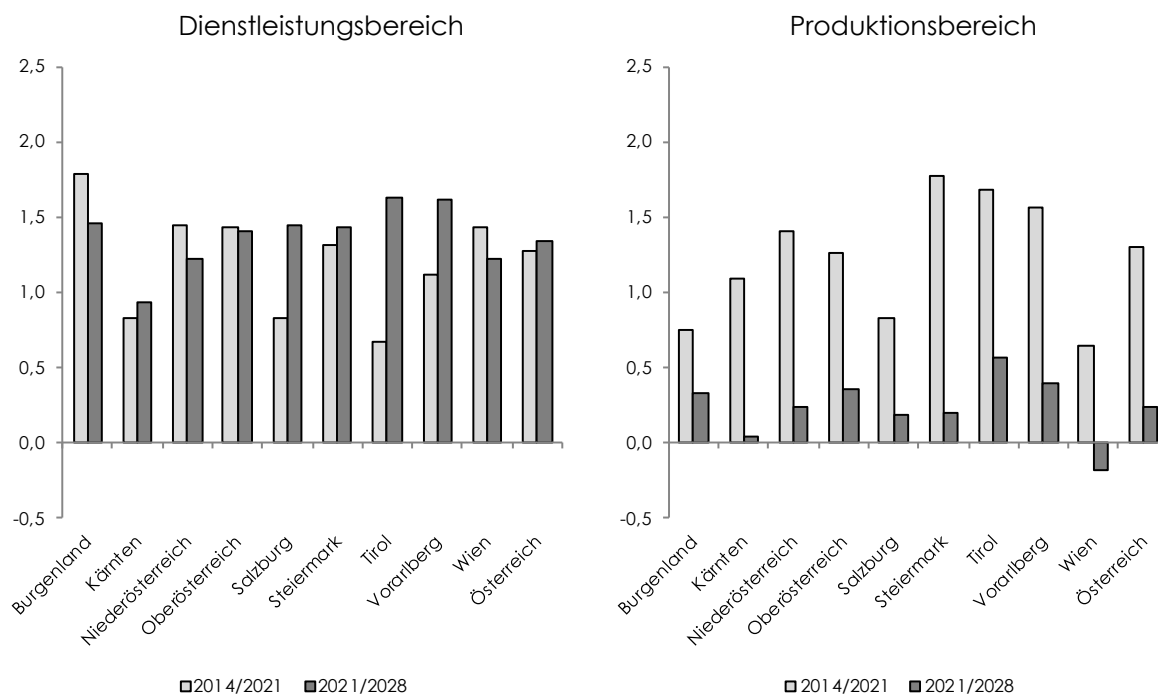 Dienstleistungsbereich
2,5
2,0
1,5
1,0
0,5
0,0
-0,5
Burgenland
Kärnten
Niederösterreich
Oberösterreich
Salzburg
Steiermark
Tirol
Vorarlberg
Wien
Österreich
2014/2021 2021/2028
Produktionsbereich
2,5
2,0
1,5
1,0
0,5
0,0
-0,5
Burgenland
Kärnten
Niederösterreich
Oberösterreich
Salzburg
Steiermark
Tirol
Vorarlberg
Wien
Österreich
2014/2021 2021/2028